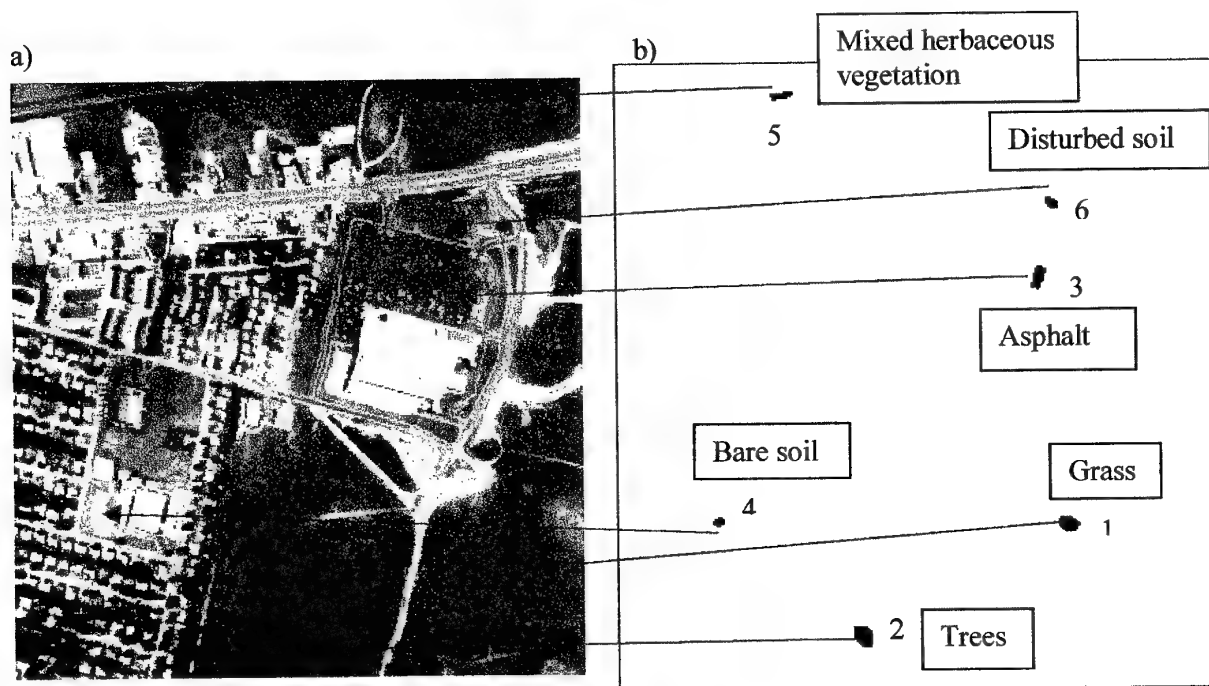 a)
b)
Mixed herbaceous
vegetation
5
Disturbed soil
6
3
Asphalt
Bare soil
4
Grass
1
2
Trees